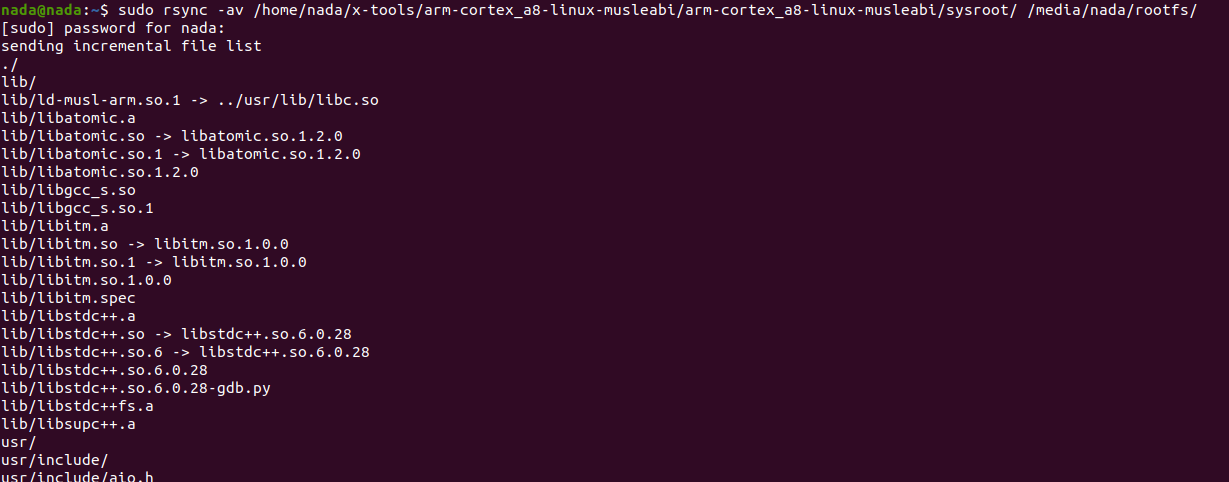 nada@nada:~$ sudo rsync -av /home/nada/x-tools/arm-cortex_a8-linux-musleabi/arm-cortex_a8-linux-musleabi/sysroot/ /media/nada/rootfs/
[sudo] password for nada:
sending incremental file list
./
lib/
lib/ld-musl-arm.so.1 -> ../usr/lib/libc.so
lib/libatomic.a
lib/libatomic.so -> libatomic.so.1.2.0
lib/libatomic.so.1 -> libatomic.so.1.2.0
lib/libatomic.so.1.2.0
lib/libgcc_s.so
lib/libgcc_s.so.1
lib/libitm.a
lib/libitm.so -> libitm.so.1.0.0
lib/libitm.so.1 -> libitm.so.1.0.0
lib/libitm.so.1.0.0
lib/libitm.spec
lib/libstdc++.a
lib/libstdc++.so -> libstdc++.so.6.0.28
lib/libstdc++.so.6 -> libstdc++.so.6.0.28
lib/libstdc++.so.6.0.28
lib/libstdc++.so.6.0.28-gdb.py
lib/libstdc++fs.a
lib/libsupc++.a
usr/
usr/include/
usr/include/aio.h